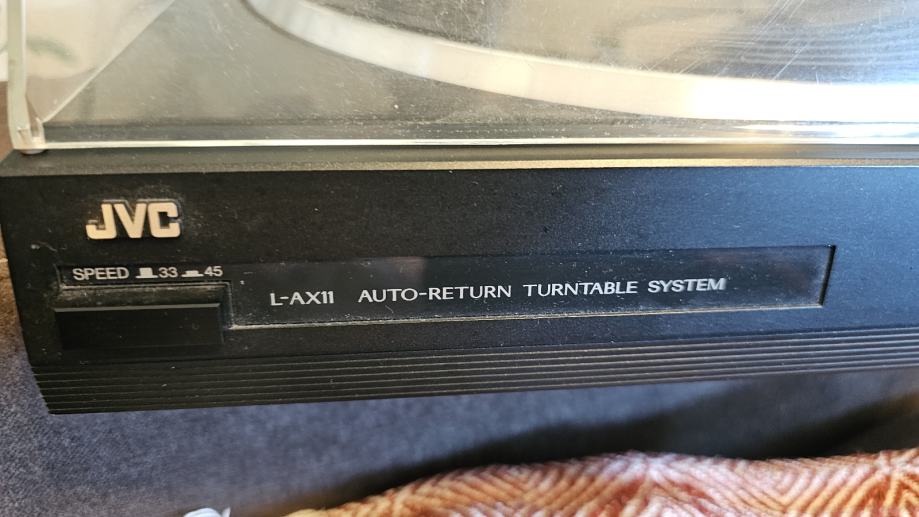 JVC
SPEED 33 45
L-AX11 AUTO-RETURN TURNTABLE SYSTEM